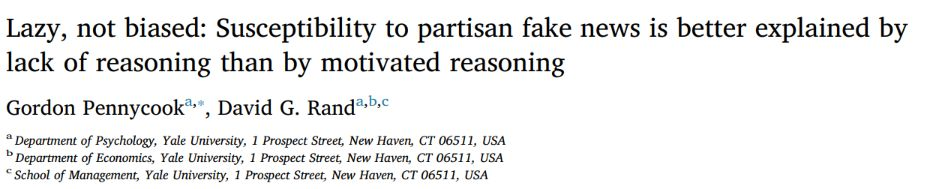 Lazy, not biased: Susceptibility to partisan fake news is better explained by
lack of reasoning than by motivated reasoning
Gordon Pennycook a,*, David G. Rand a,b,c
a Department of Psychology, Yale University, 1 Prospect Street, New Haven, CT 06511, USA
b Department of Economics, Yale University, 1 Prospect Street, New Haven, CT 06511, USA
c School of Management, Yale University, 1 Prospect Street, New Haven, CT 06511, USA